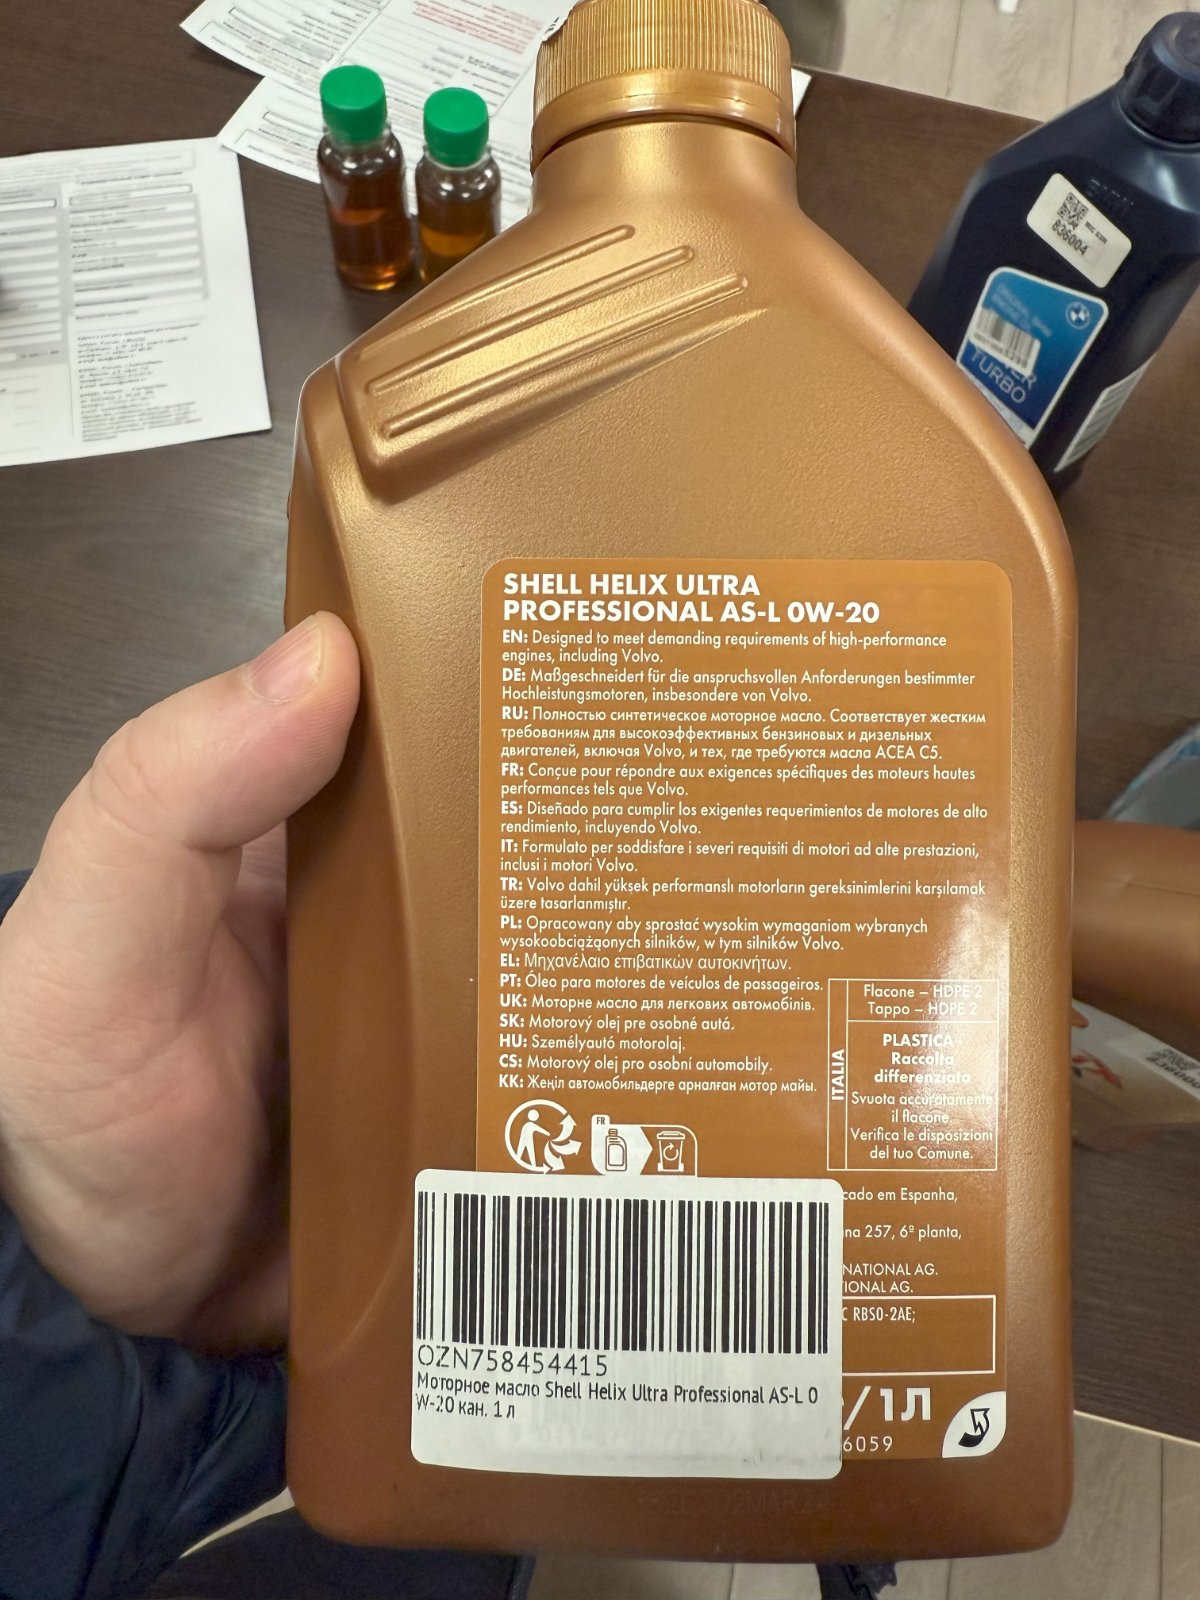 836004
TURBO
SHELL HELIX ULTRA
PROFESSIONAL AS-L 0W-20
EN: Designed to meet demanding requirements of high-performance
engines, including Volvo.
DE: Maßgeschneidert für die anspruchsvollen Anforderungen bestimmter
Hochleistungsmotoren, insbesondere von Volvo.
RU: Полностью синтетическое моторное масло. Соответствует жестким
требованиям для высокоэффективных бензиновых и дизельных
двигателей, включая Volvo, и тех, где требуются масла ACEA C5.
FR: Conçue pour répondre aux exigences spécifiques des moteurs hautes
performances tels que Volvo.
ES: Diseñado para cumplir los exigentes requerimientos de motores de alto
rendimiento, incluyendo Volvo.
IT: Formulato per soddisfare i severi requisiti di motori ad alte prestazioni,
inclusi i motori Volvo.
TR: Volvo dahil yüksek performanslı motorların gereksinimlerini karşılamak
üzere tasarlanmıştır.
PL: Opracowany aby sprostać wysokim wymaganiom wybranych
wysokoobciążąonych silników, w tym silników Volvo.
EL: Μηχανέλαιο επιβατικών αυτοκινήτων.
PT: Óleo para motores de veículos de passageiros.
UK: Моторне масло для легкових автомобілів.
SK: Motorový olej pre osobné autá.
HU: Személyautó motorolaj.
CS: Motorový olej pro osobní automobily.
KK: Жеңіл автомобильдерге арналған мотор майы.
ITALIA
Flacone – HDPE 2
Tappo – HDPE 2
PLASTICA -
Raccolta
differenziata
Svuota accuratamente
il flacone.
Verifica le disposizioni
del tuo Comune.
FR
cado em Espanha,
na 257, 6ª planta,
NATIONAL AG.
TIONAL AG.
C RBS0-2AE;
/1Л
6059
OZN758454415
Моторное масло Shell Helix Ultra Professional AS-L 0
W-20 кан. 1 л